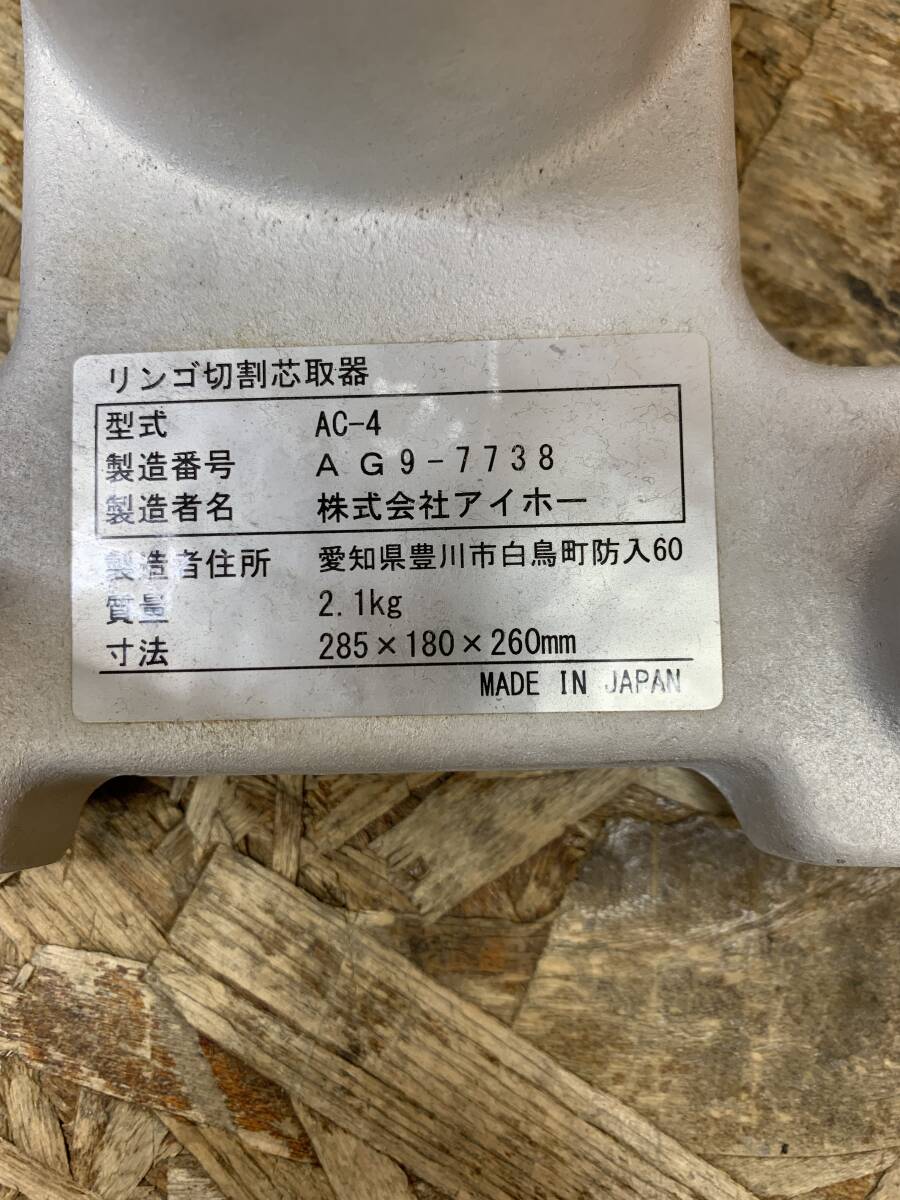 リンゴ切割芯取器
型式 AC-4
製造番号 AG9-7738
製造者名 株式会社アイホー
製造者住所 愛知県豊川市白鳥町防入60
質量 2.1kg
寸法 285×180×260mm
MADE IN JAPAN